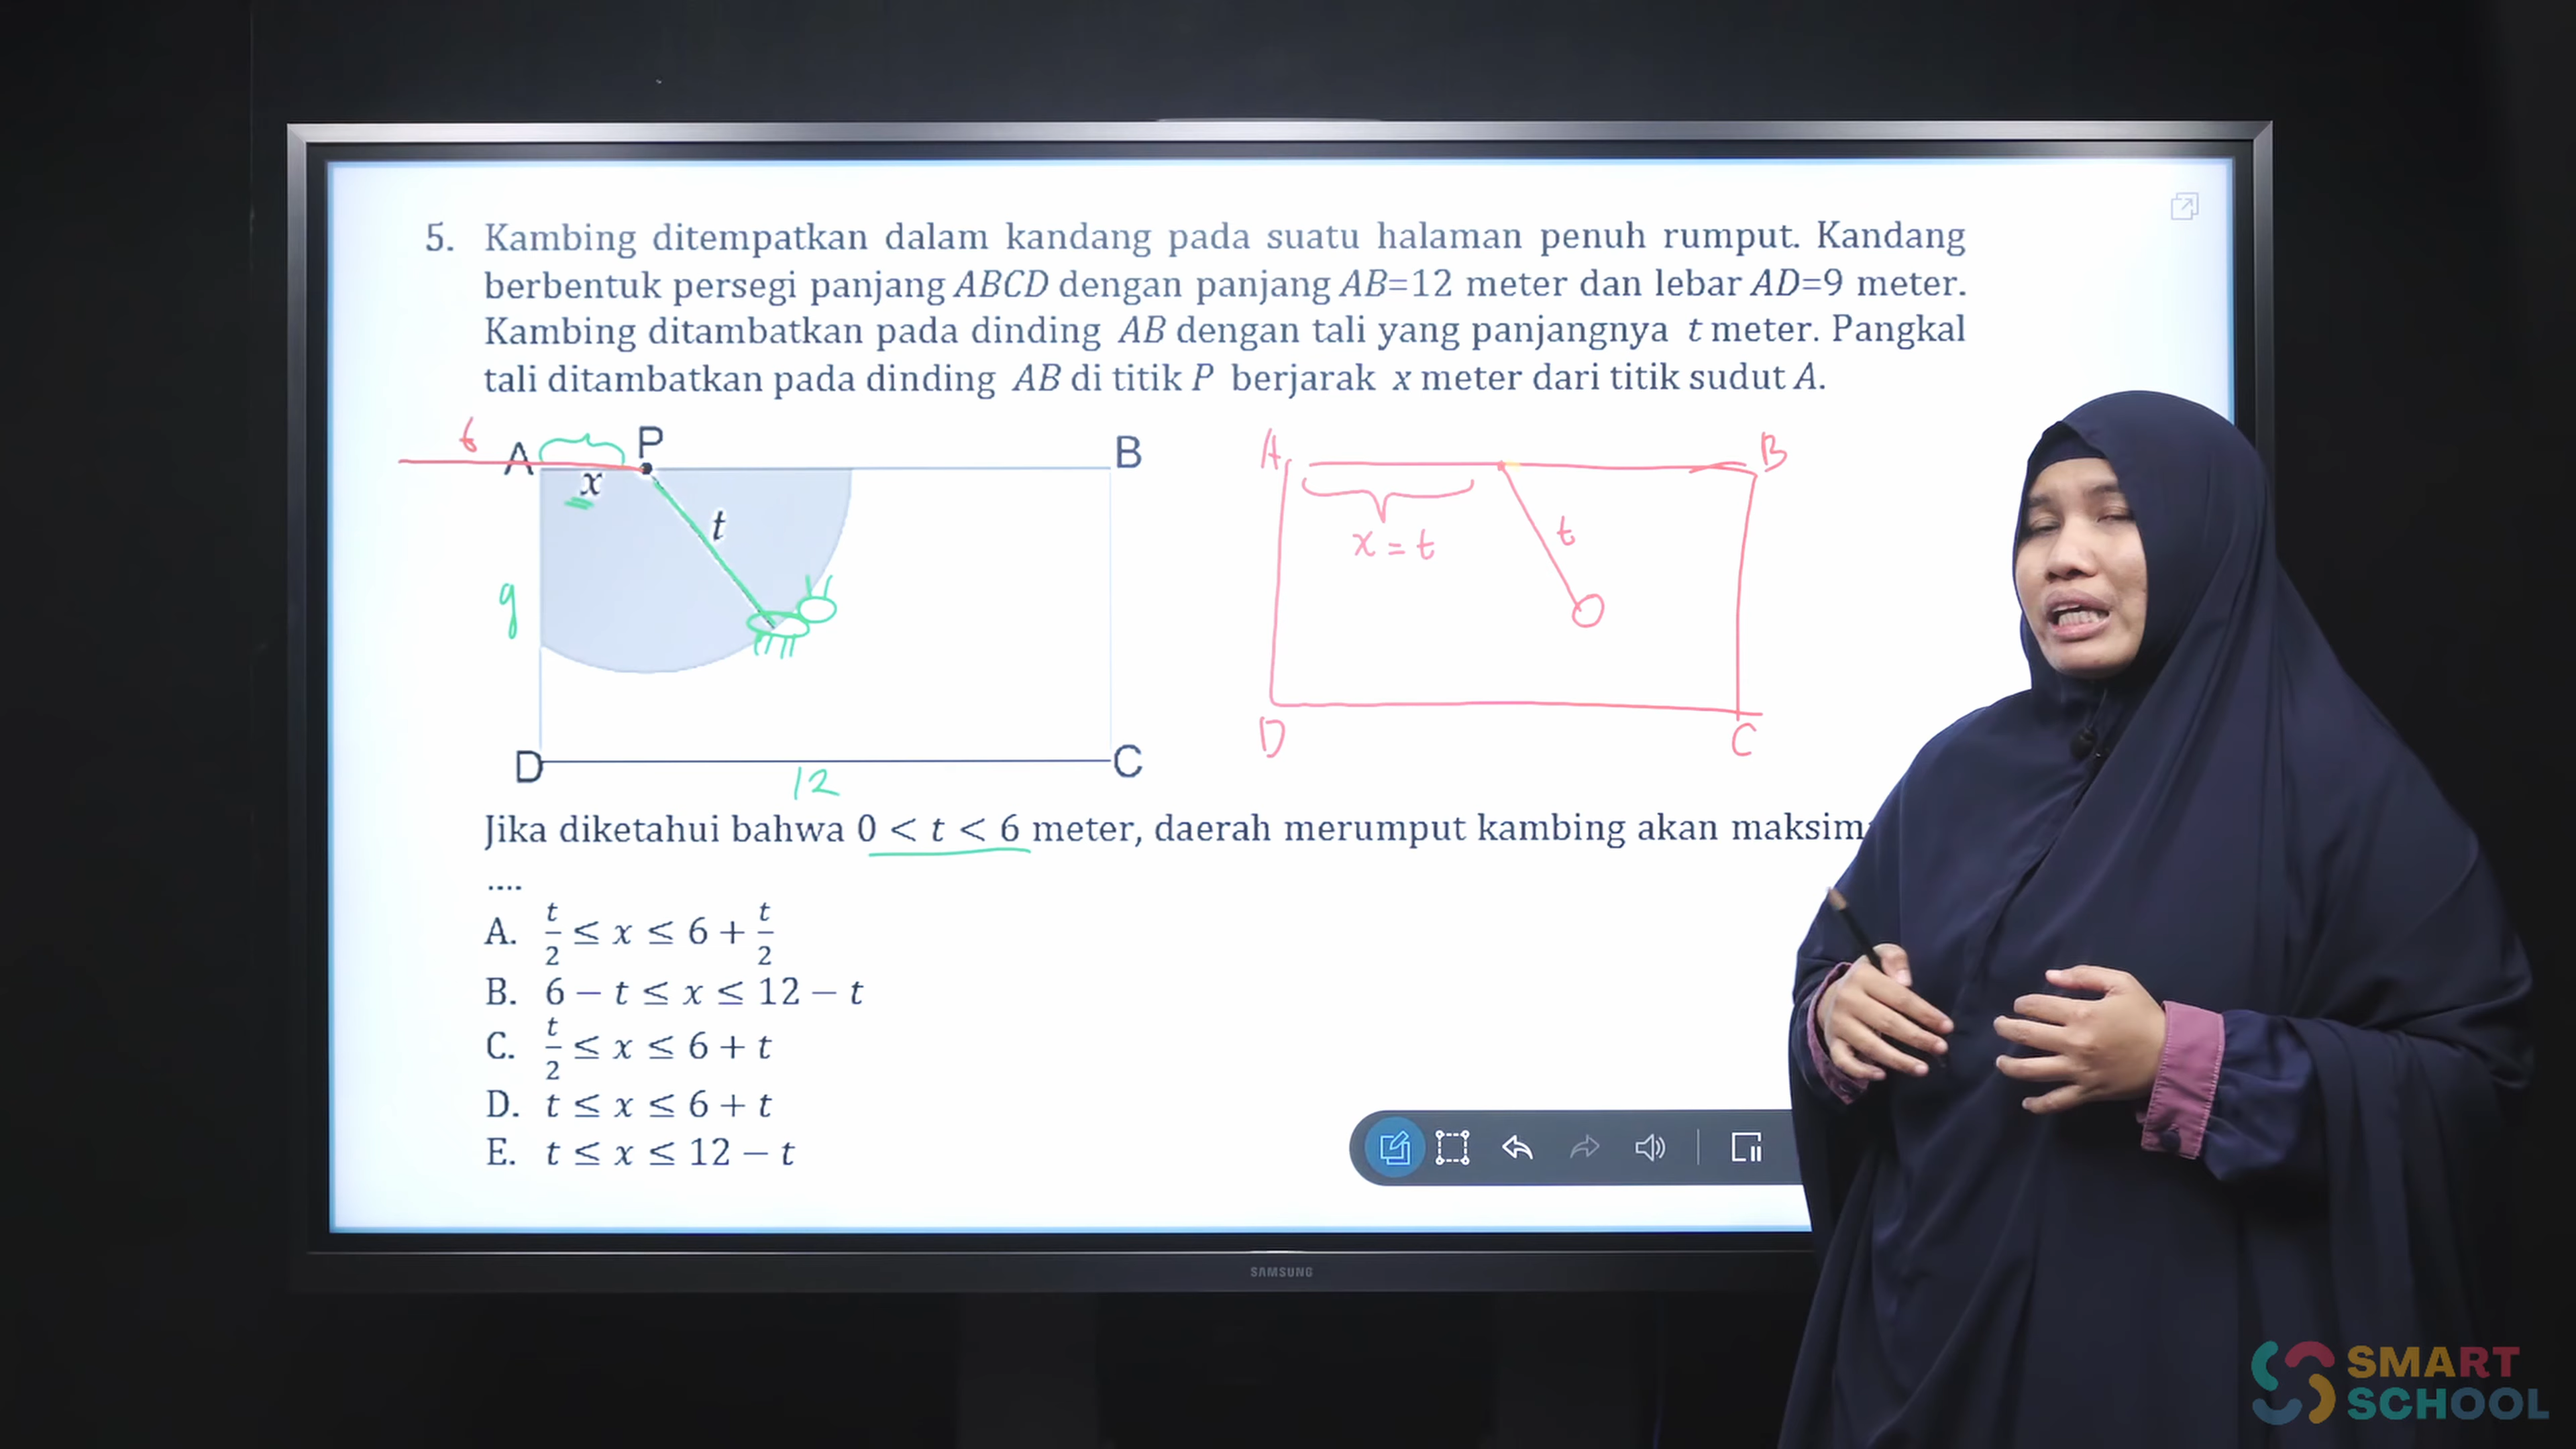 5. Kambing ditempatkan dalam kandang pada suatu halaman penuh rumput. Kandang
berbentuk persegi panjang ABCD dengan panjang AB=12 meter dan lebar AD=9 meter.
Kambing ditambatkan pada dinding AB dengan tali yang panjangnya t meter. Pangkal
tali ditambatkan pada dinding AB di titik P berjarak x meter dari titik sudut A.
A P B
x
t
9
D C
12
A B
x = t
t
D C
Jika diketahui bahwa 0 < t < 6 meter, daerah merumput kambing akan
....
A. t/2 ≤ x ≤ 6 + t/2
B. 6 − t ≤ x ≤ 12 − t
C. t/2 ≤ x ≤ 6 + t
D. t ≤ x ≤ 6 + t
E. t ≤ x ≤ 12 − t
SAMSUNG
SMART
SCHOOL